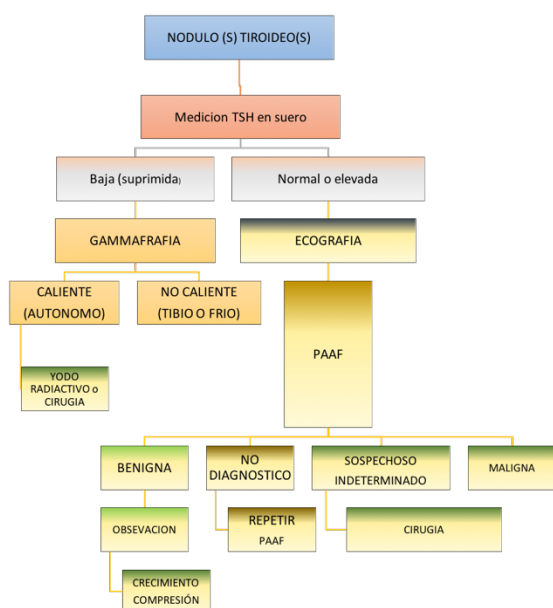 NODULO (S) TIROIDEO(S)
Medicion TSH en suero
Baja (suprimida)
Normal o elevada
GAMMAFRAFIA
ECOGRAFIA
CALIENTE
(AUTONOMO)
NO CALIENTE
(TIBIO O FRIO)
PAAF
YODO
RADIACTIVO o
CIRUGIA
BENIGNA
NO
DIAGNOSTICO
SOSPECHOSO
INDETERMINADO
MALIGNA
OBSEVACION
REPETIR
PAAF
CIRUGIA
CRECIMIENTO
COMPRESIÓN